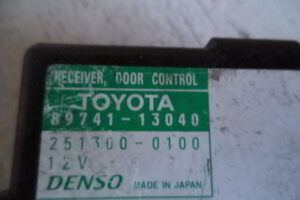 RECEIVER, DOOR CONTROL
TOYOTA
89741-13040
251300-0100
12V
DENSO MADE IN JAPAN